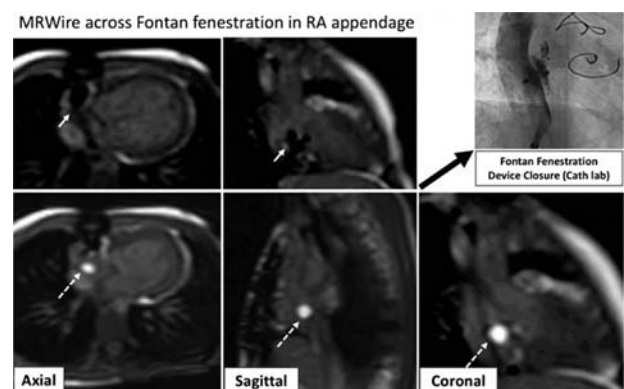 MRWire across Fontan fenestration in RA appendage
Fontan Fenestration
Device Closure (Cath lab)
Axial
Sagittal
Coronal